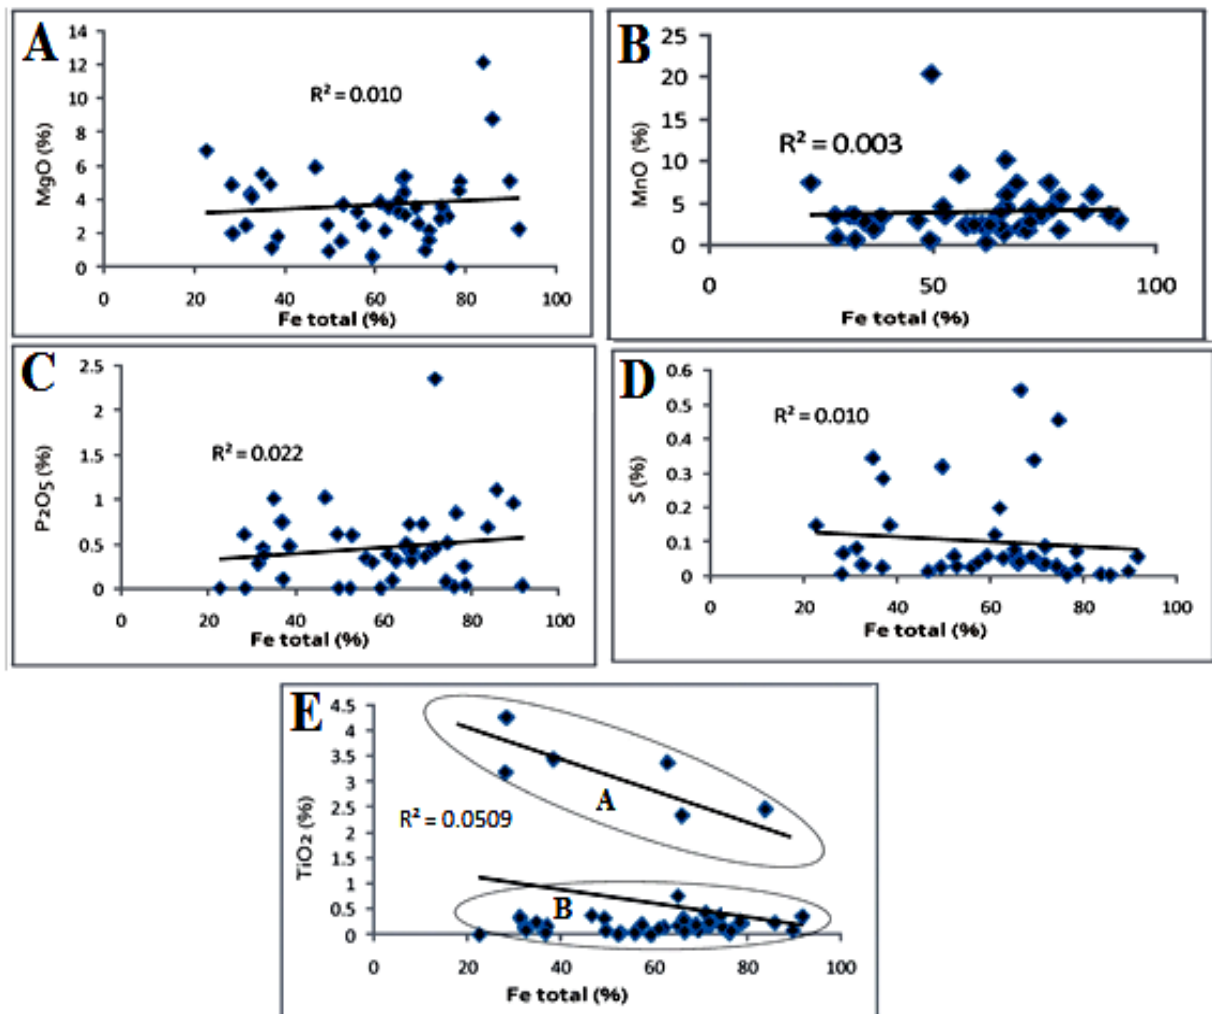 A
14
12
10
8
6
4
2
0
MgO (%)
R² = 0.010
20 40 60 80 100
Fe total (%)
B
25
20
15
10
5
0
MnO (%)
R² = 0.003
0 50 100
Fe total (%)
C
2.5
2
1.5
1
0.5
0
P2O5 (%)
R² = 0.022
0 20 40 60 80 100
Fe total (%)
D
0.6
0.5
0.4
0.3
0.2
0.1
0
S (%)
R² = 0.010
0 20 40 60 80 100
Fe total (%)
E
4.5
4
3.5
3
2.5
2
1.5
1
0.5
0
TiO2 (%)
A
R² = 0.0509
B
0 20 40 60 80 100
Fe total (%)